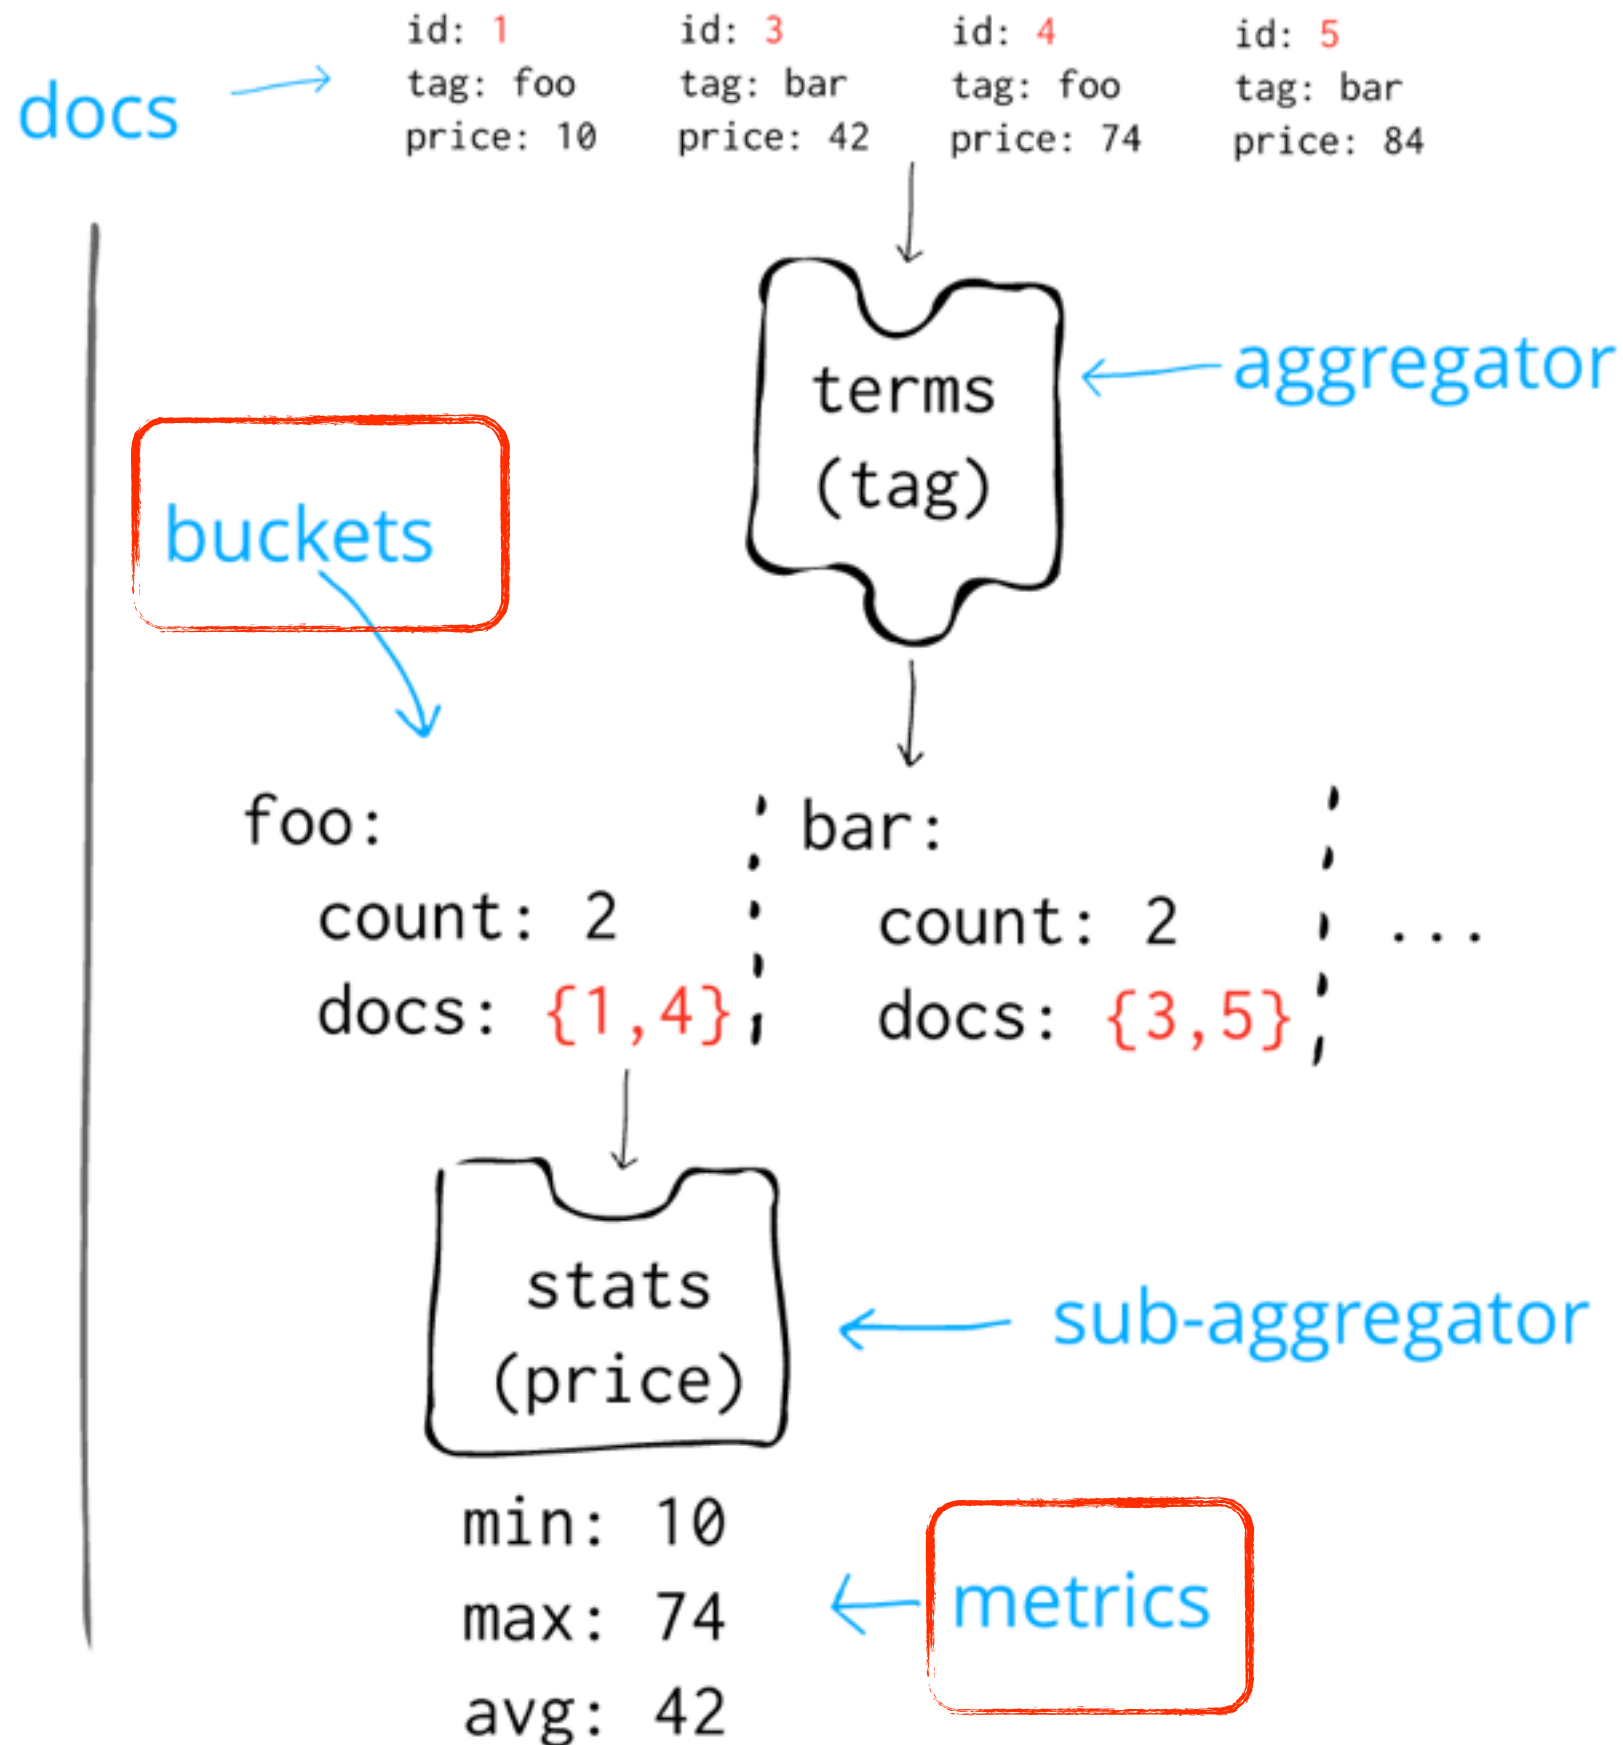 docs
id: 1
tag: foo
price: 10
id: 3
tag: bar
price: 42
id: 4
tag: foo
price: 74
id: 5
tag: bar
price: 84
terms
(tag)
aggregator
buckets
foo:
count: 2
docs: {1,4}
bar:
count: 2
docs: {3,5}
...
stats
(price)
sub-aggregator
min: 10
max: 74
avg: 42
metrics